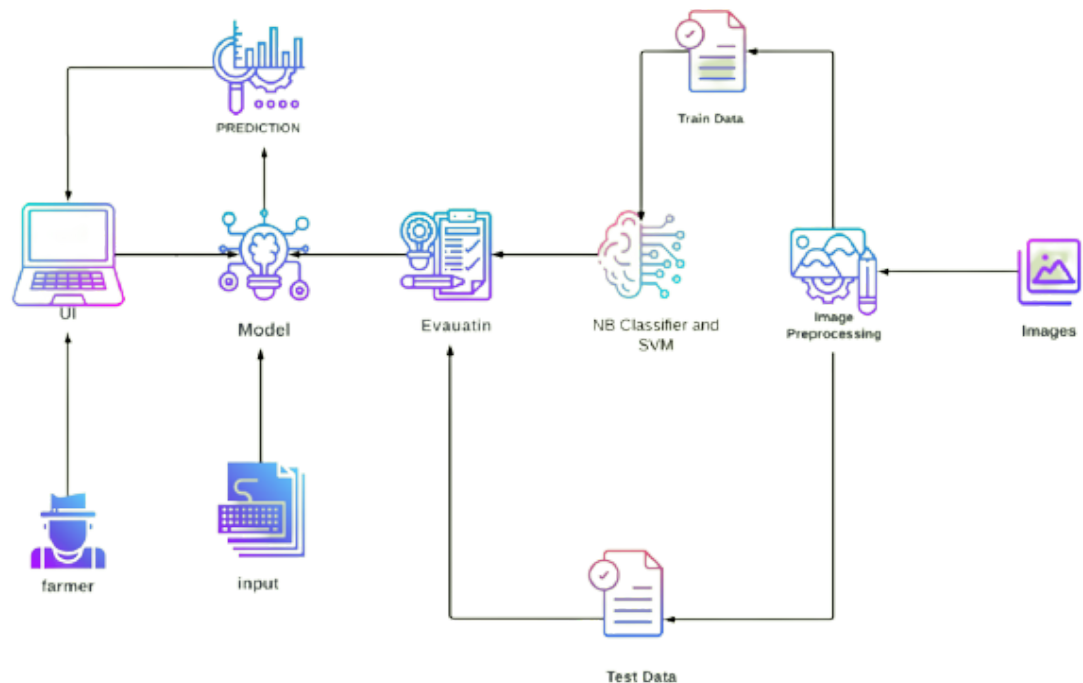 Train Data
PREDICTION
UI
Model
Evauatin
NB Classifier and
SVM
Image
Preprocessing
Images
farmer
input
Test Data